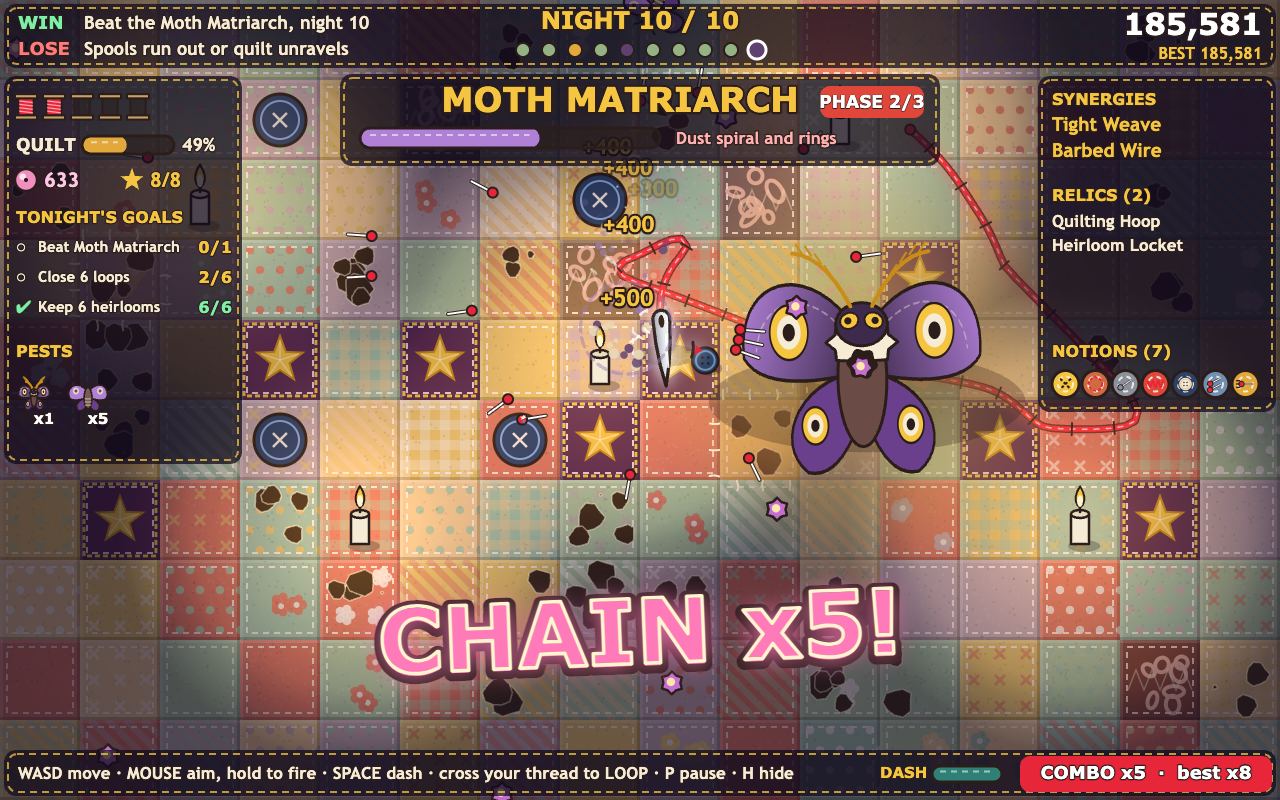 WIN Beat the Moth Matriarch, night 10
LOSE Spools run out or quilt unravels
NIGHT 10 / 10
185,581
BEST 185,581
QUILT 49%
633 8/8
TONIGHT'S GOALS
Beat Moth Matriarch 0/1
Close 6 loops 2/6
Keep 6 heirlooms 6/6
PESTS
x1 x5
MOTH MATRIARCH PHASE 2/3
Dust spiral and rings
+400
+400
+300
+400
+500
SYNERGIES
Tight Weave
Barbed Wire
RELICS (2)
Quilting Hoop
Heirloom Locket
NOTIONS (7)
CHAIN x5!
WASD move · MOUSE aim, hold to fire · SPACE dash · cross your thread to LOOP · P pause · H hide
DASH
COMBO x5 · best x8